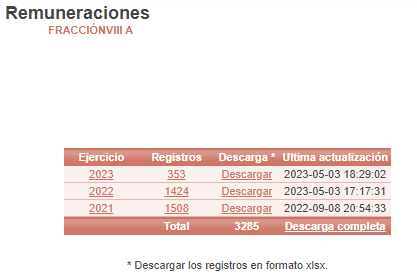 Remuneraciones
FRACCIÓNVIII A
Ejercicio Registros Descarga * Ultima actualización
2023 353 Descargar 2023-05-03 18:29:02
2022 1424 Descargar 2023-05-03 17:17:31
2021 1508 Descargar 2022-09-08 20:54:33
Total 3285 Descarga completa
* Descargar los registros en formato xlsx.